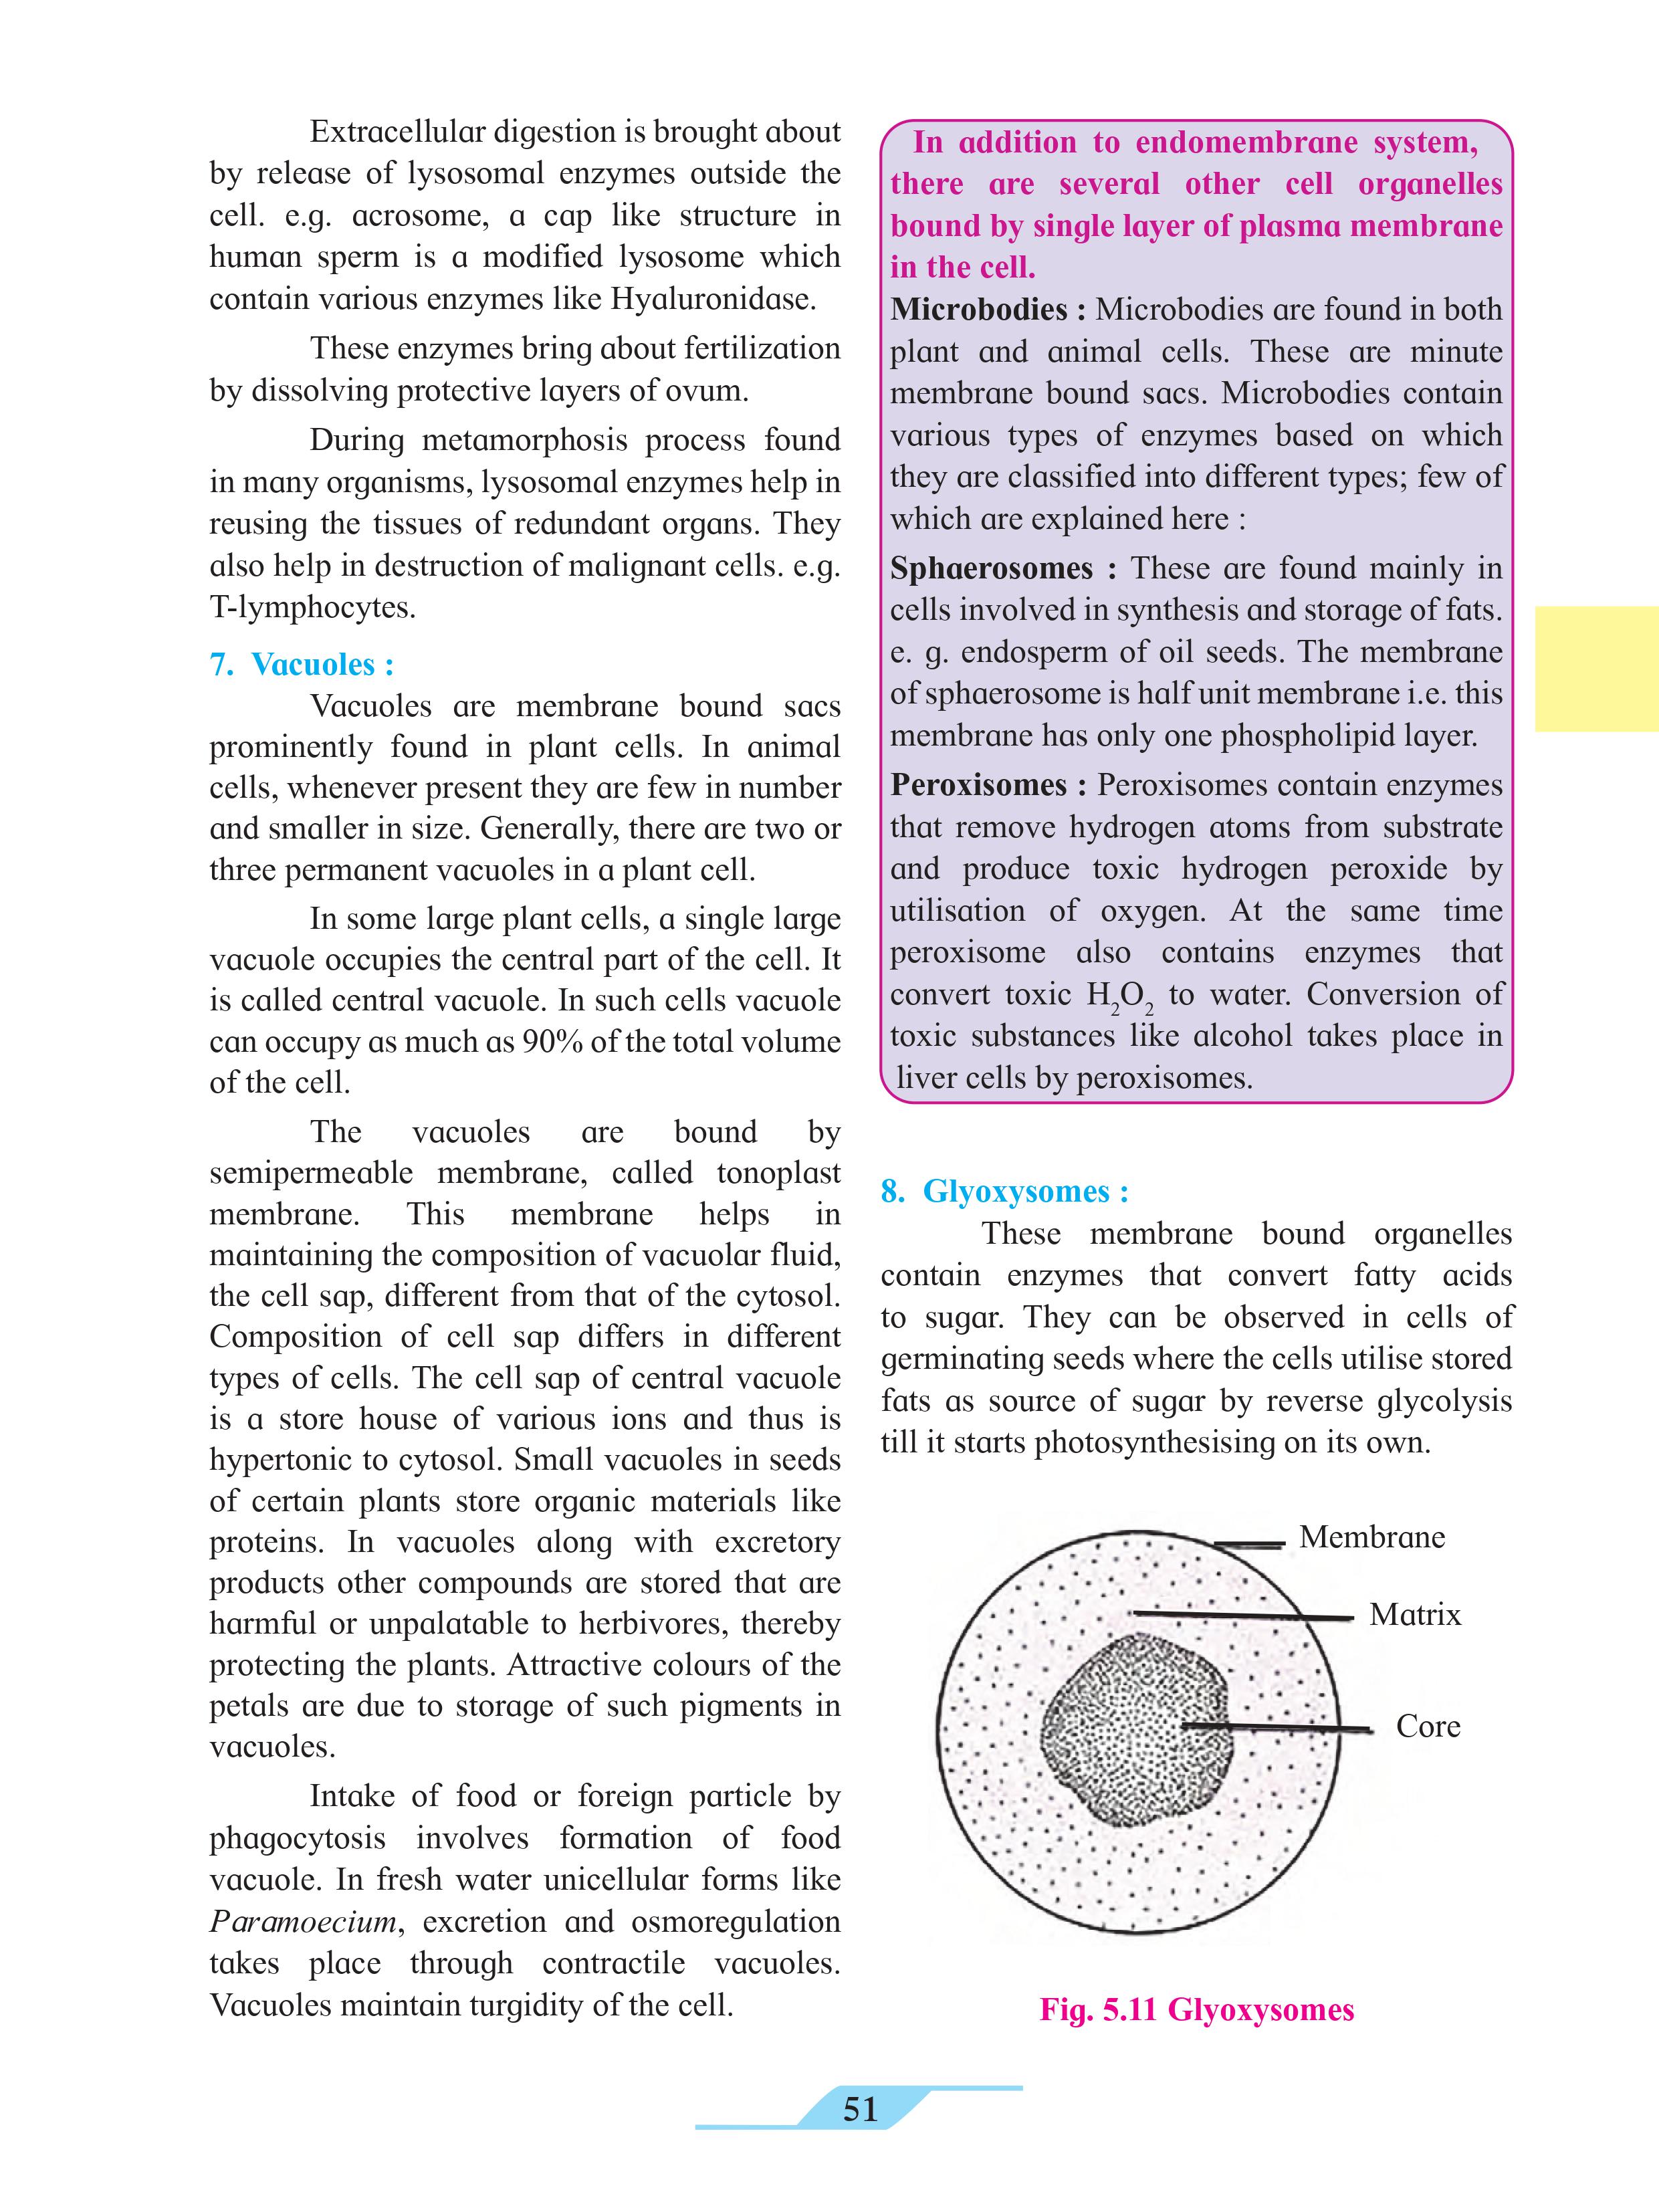 Extracellular digestion is brought about
by release of lysosomal enzymes outside the
cell. e.g. acrosome, a cap like structure in
human sperm is a modified lysosome which
contain various enzymes like Hyaluronidase.
These enzymes bring about fertilization
by dissolving protective layers of ovum.
During metamorphosis process found
in many organisms, lysosomal enzymes help in
reusing the tissues of redundant organs. They
also help in destruction of malignant cells. e.g.
T-lymphocytes.
7. Vacuoles :
Vacuoles are membrane bound sacs
prominently found in plant cells. In animal
cells, whenever present they are few in number
and smaller in size. Generally, there are two or
three permanent vacuoles in a plant cell.
In some large plant cells, a single large
vacuole occupies the central part of the cell. It
is called central vacuole. In such cells vacuole
can occupy as much as 90% of the total volume
of the cell.
The vacuoles are bound by
semipermeable membrane, called tonoplast
membrane. This membrane helps in
maintaining the composition of vacuolar fluid,
the cell sap, different from that of the cytosol.
Composition of cell sap differs in different
types of cells. The cell sap of central vacuole
is a store house of various ions and thus is
hypertonic to cytosol. Small vacuoles in seeds
of certain plants store organic materials like
proteins. In vacuoles along with excretory
products other compounds are stored that are
harmful or unpalatable to herbivores, thereby
protecting the plants. Attractive colours of the
petals are due to storage of such pigments in
vacuoles.
Intake of food or foreign particle by
phagocytosis involves formation of food
vacuole. In fresh water unicellular forms like
Paramoecium, excretion and osmoregulation
takes place through contractile vacuoles.
Vacuoles maintain turgidity of the cell.
In addition to endomembrane system,
there are several other cell organelles
bound by single layer of plasma membrane
in the cell.
Microbodies : Microbodies are found in both
plant and animal cells. These are minute
membrane bound sacs. Microbodies contain
various types of enzymes based on which
they are classified into different types; few of
which are explained here :
Sphaerosomes : These are found mainly in
cells involved in synthesis and storage of fats.
e. g. endosperm of oil seeds. The membrane
of sphaerosome is half unit membrane i.e. this
membrane has only one phospholipid layer.
Peroxisomes : Peroxisomes contain enzymes
that remove hydrogen atoms from substrate
and produce toxic hydrogen peroxide by
utilisation of oxygen. At the same time
peroxisome also contains enzymes that
convert toxic H₂O₂ to water. Conversion of
toxic substances like alcohol takes place in
liver cells by peroxisomes.
8. Glyoxysomes :
These membrane bound organelles
contain enzymes that convert fatty acids
to sugar. They can be observed in cells of
germinating seeds where the cells utilise stored
fats as source of sugar by reverse glycolysis
till it starts photosynthesising on its own.
Membrane
Matrix
Core
Fig. 5.11 Glyoxysomes
51